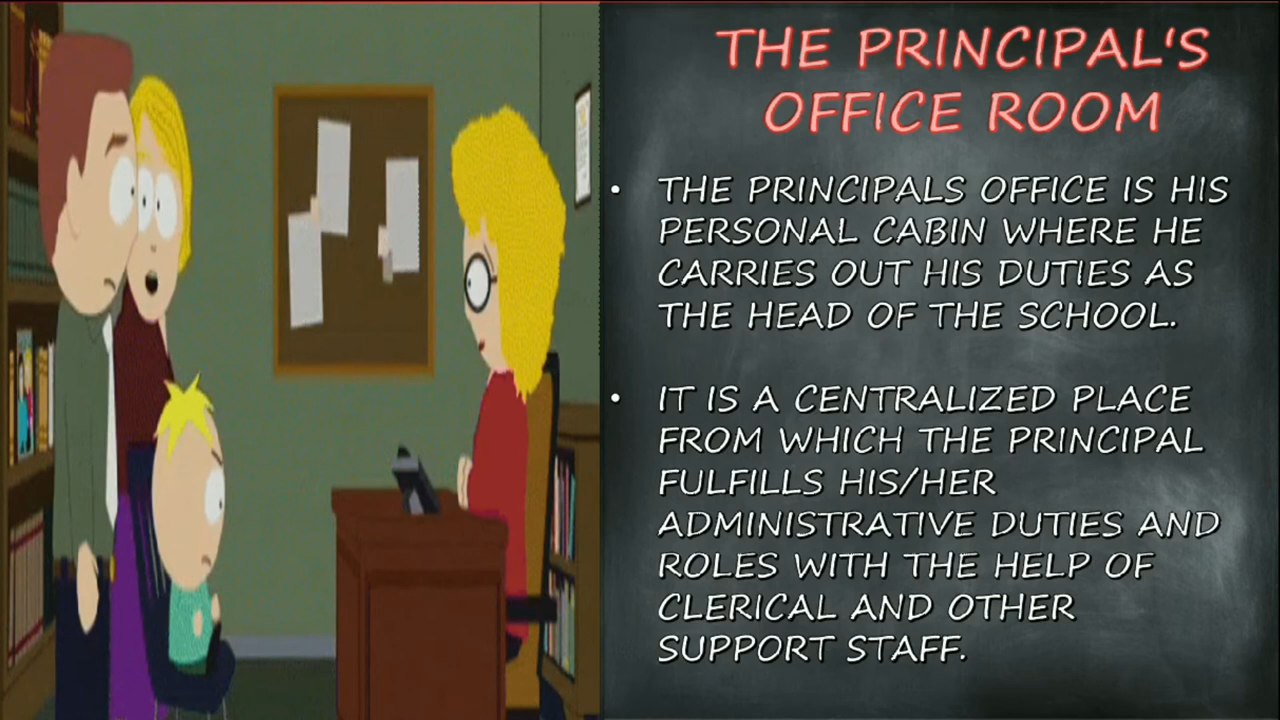 THE PRINCIPAL'S
OFFICE ROOM
• THE PRINCIPALS OFFICE IS HIS
PERSONAL CABIN WHERE HE
CARRIES OUT HIS DUTIES AS
THE HEAD OF THE SCHOOL.
• IT IS A CENTRALIZED PLACE
FROM WHICH THE PRINCIPAL
FULFILLS HIS/HER
ADMINISTRATIVE DUTIES AND
ROLES WITH THE HELP OF
CLERICAL AND OTHER
SUPPORT STAFF.